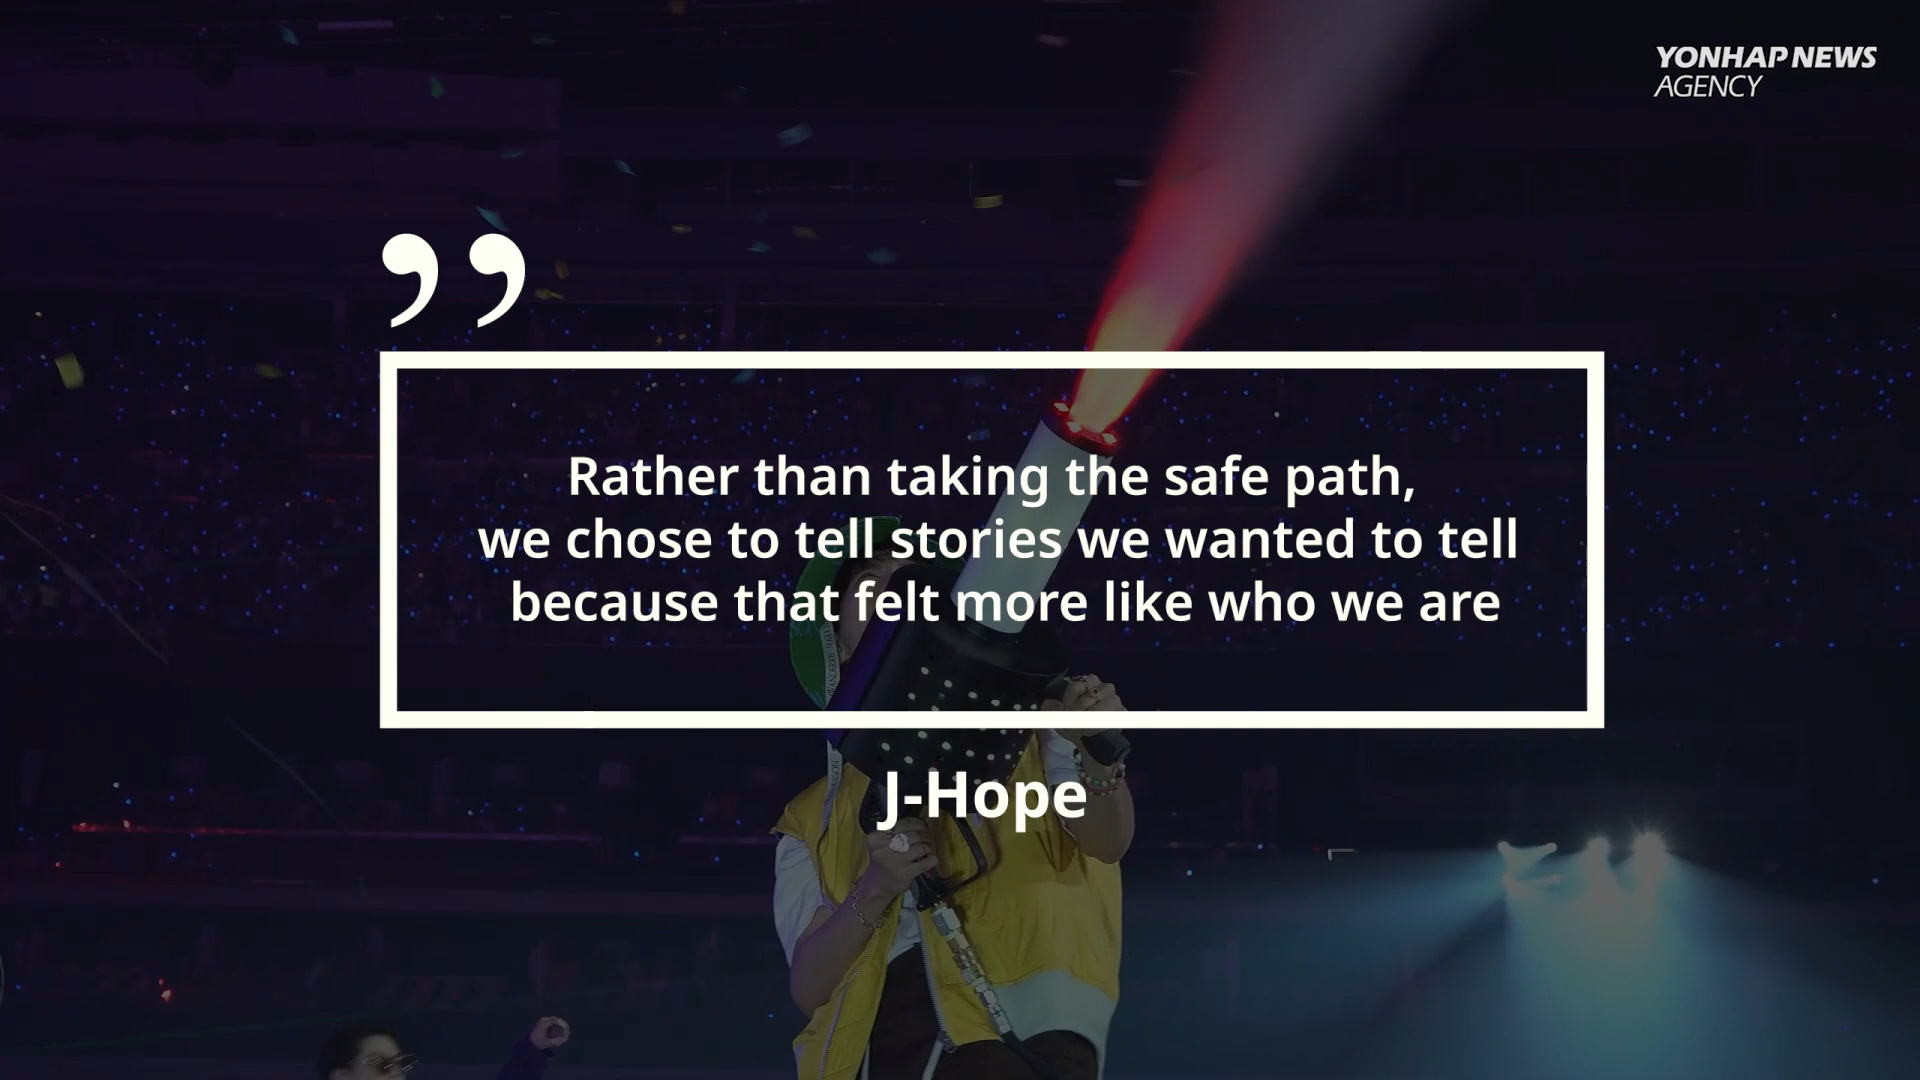 YONHAP NEWS
AGENCY
”
Rather than taking the safe path,
we chose to tell stories we wanted to tell
because that felt more like who we are
J-Hope